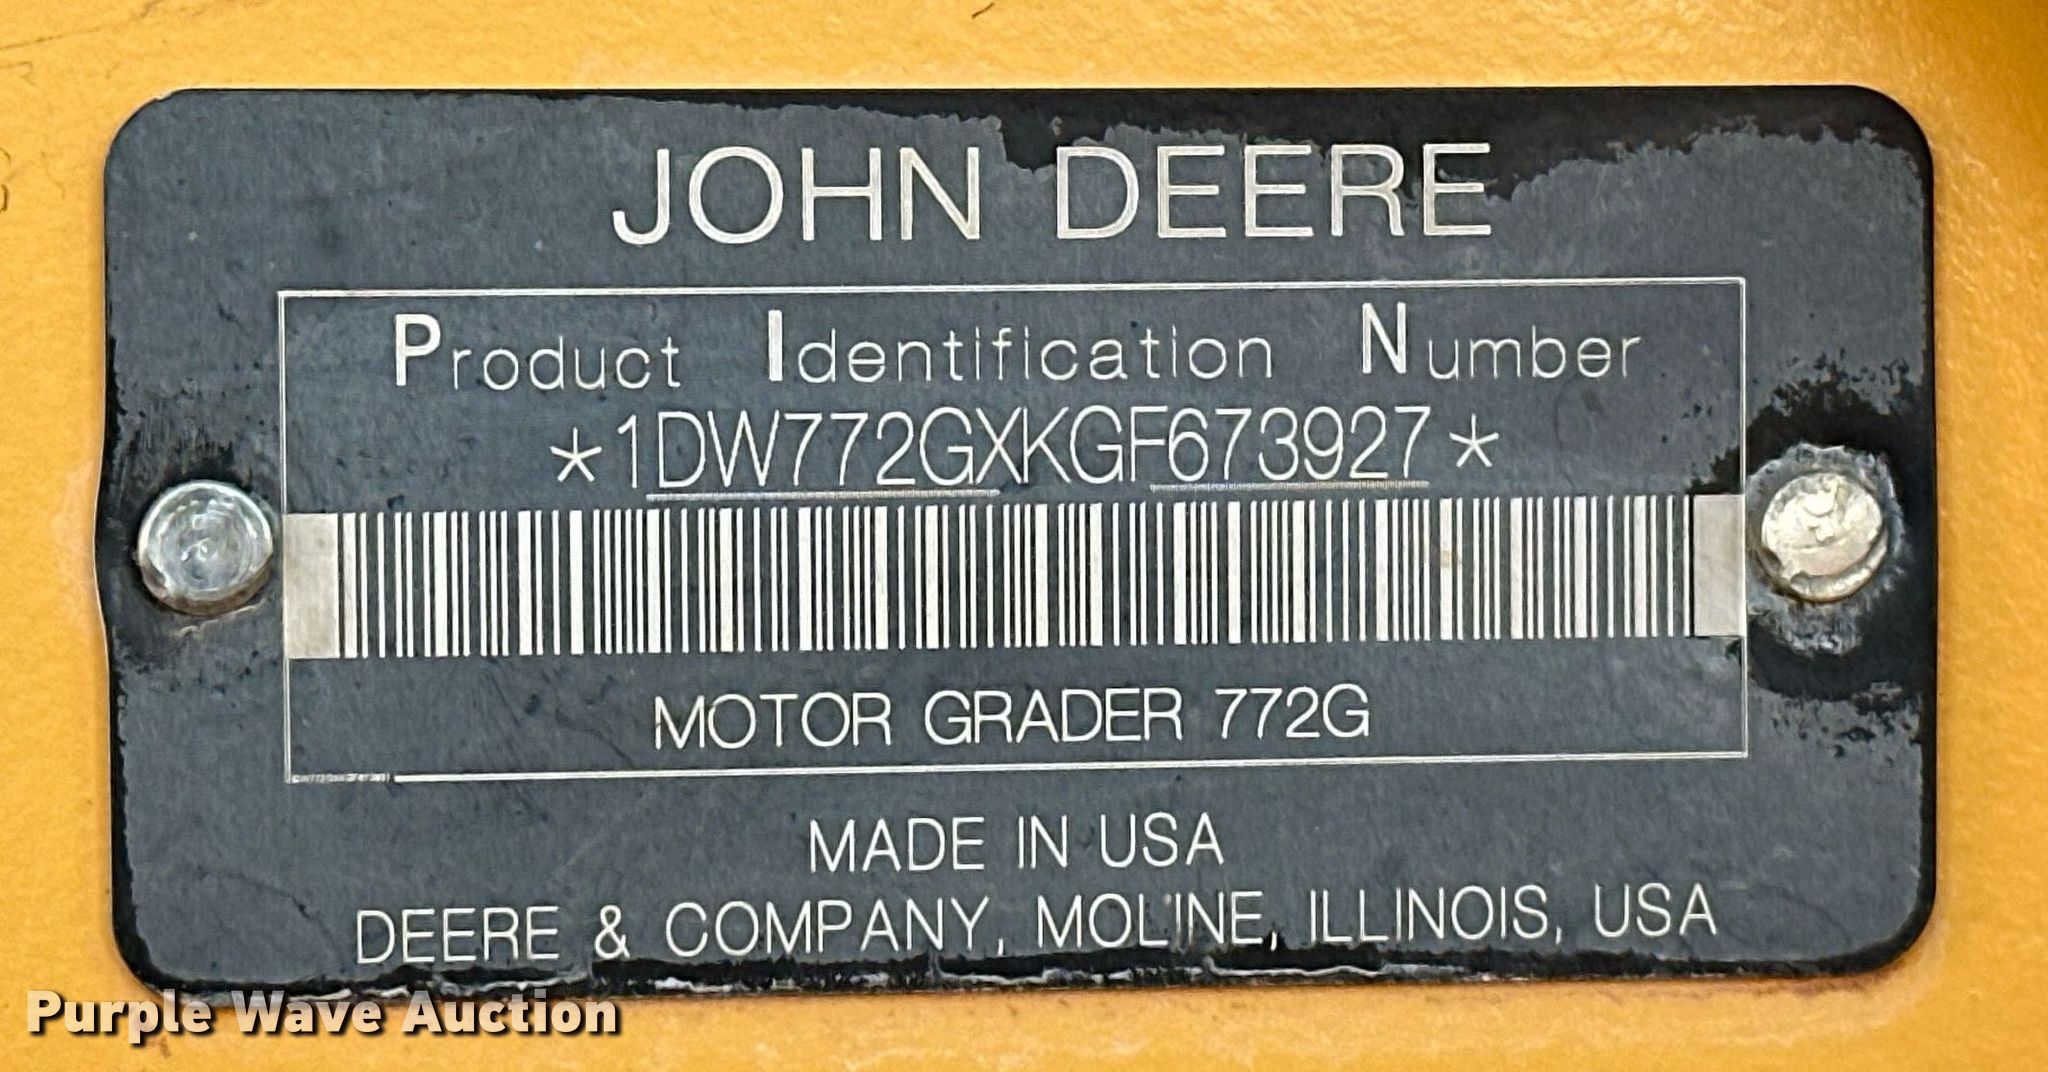 JOHN DEERE
Product Identification Number
*1DW772GXKGF673927*
MOTOR GRADER 772G
MADE IN USA
DEERE & COMPANY, MOLINE, ILLINOIS, USA
Purple Wave Auction